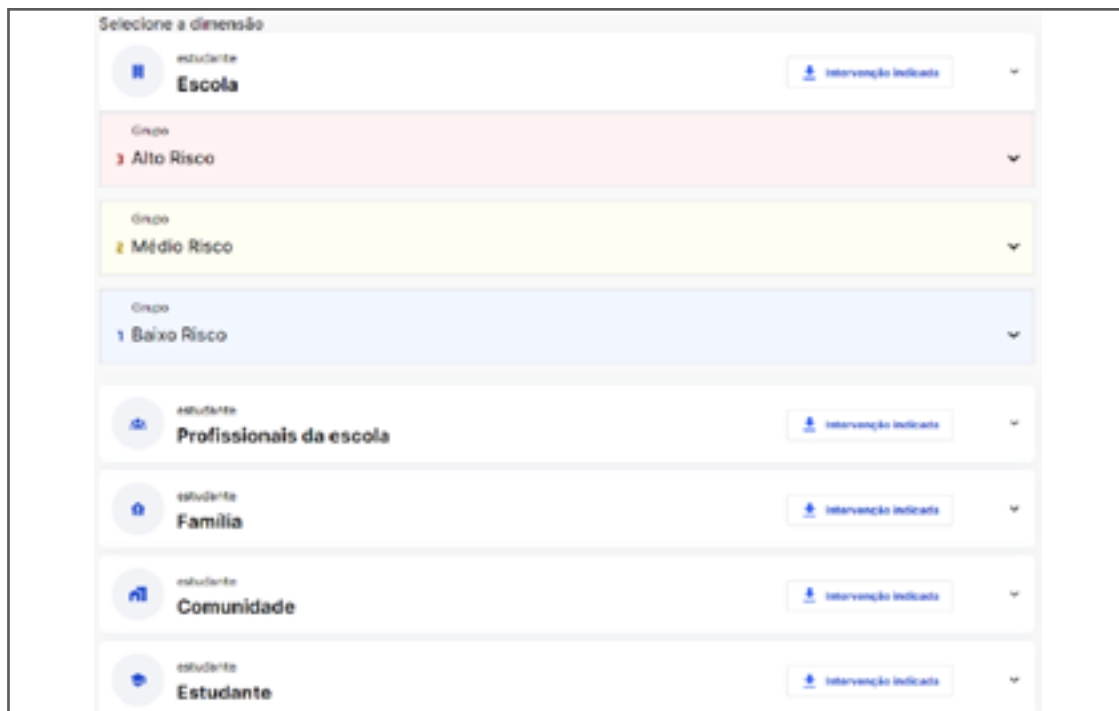 Selecione a dimensão
estudante
Escola
Intervenção indicada
Grupo
3 Alto Risco
Grupo
2 Médio Risco
Grupo
1 Baixo Risco
estudante
Profissionais da escola
Intervenção indicada
estudante
Família
Intervenção indicada
estudante
Comunidade
Intervenção indicada
estudante
Estudante
Intervenção indicada